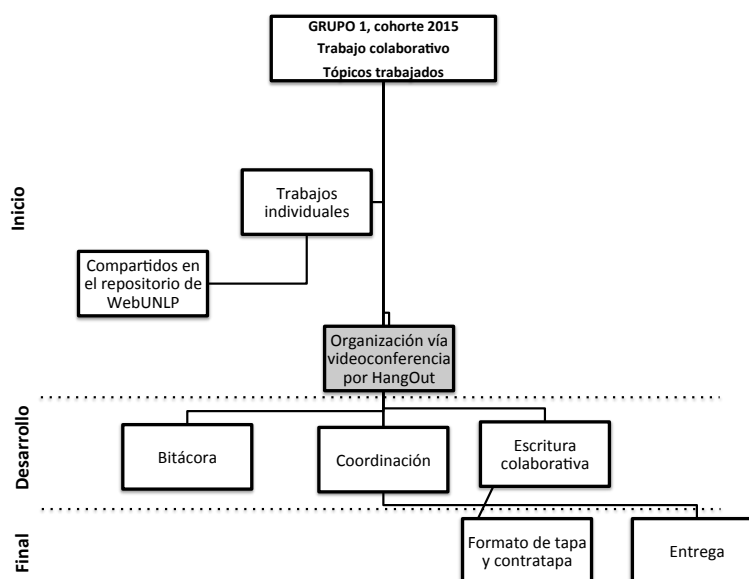 GRUPO 1, cohorte 2015
Trabajo colaborativo
Tópicos trabajados
Inicio
Trabajos
individuales
Compartidos en
el repositorio de
WebUNLP
Organización vía
videoconferencia
por HangOut
Desarrollo
Bitácora
Coordinación
Escritura
colaborativa
Final
Formato de tapa
y contratapa
Entrega